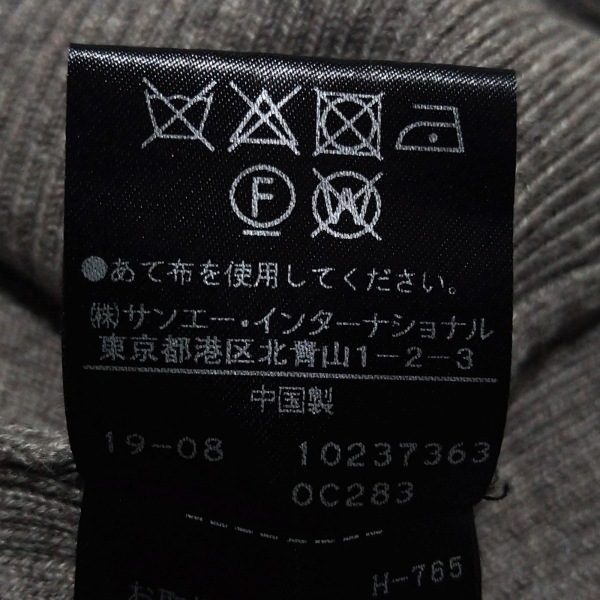 F W
●あて布を使用してください。
㈱サンエー・インターナショナル
東京都港区北青山1-2-3
中国製
19-08 10237363
0C283
H-765